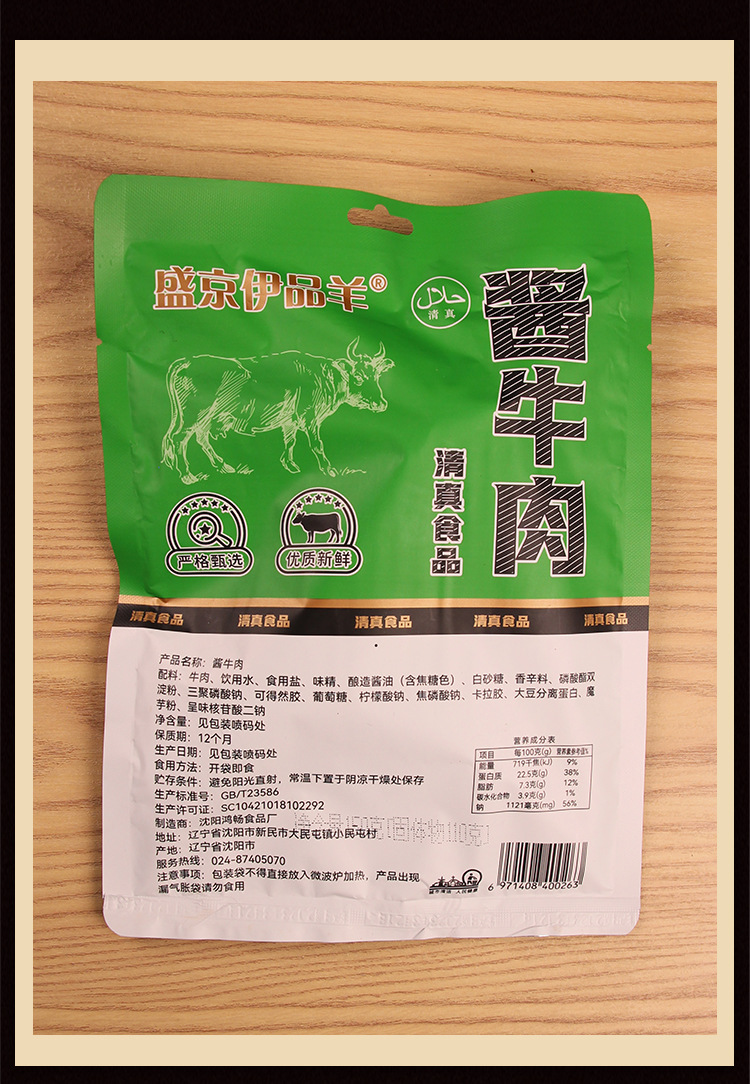 盛京伊品羊®
حلال
清真
酱牛肉
清真食品
严格甄选
优质新鲜
清真食品 清真食品 清真食品 清真食品 清真食品
产品名称：酱牛肉
配料：牛肉、饮用水、食用盐、味精、酿造酱油（含焦糖色）、白砂糖、香辛料、磷酸酯双
淀粉、三聚磷酸钠、可得然胶、葡萄糖、柠檬酸钠、焦磷酸钠、卡拉胶、大豆分离蛋白、魔
芋粉、呈味核苷酸二钠
净含量：见包装喷码处
保质期：12个月
生产日期：见包装喷码处
食用方法：开袋即食
贮存条件：避免阳光直射，常温下置于阴凉干燥处保存
生产标准号：GB/T23586
生产许可证：SC10421018102292
制造商：沈阳鸿畅食品厂
地址：辽宁省沈阳市新民市大民屯镇小民屯村
产地：辽宁省沈阳市
服务热线：024-87405070
注意事项：包装袋不得直接放入微波炉加热，产品出现
漏气胀袋请勿食用
净含量150克[固体物110克]
营养成分表
项目 每100克(g) 营养素参考值%
能量 719千焦(kJ) 9%
蛋白质 22.5克(g) 38%
脂肪 7.3克(g) 12%
碳水化合物 3.9克(g) 1%
钠 1121毫克(mg) 56%
6 971408 400263